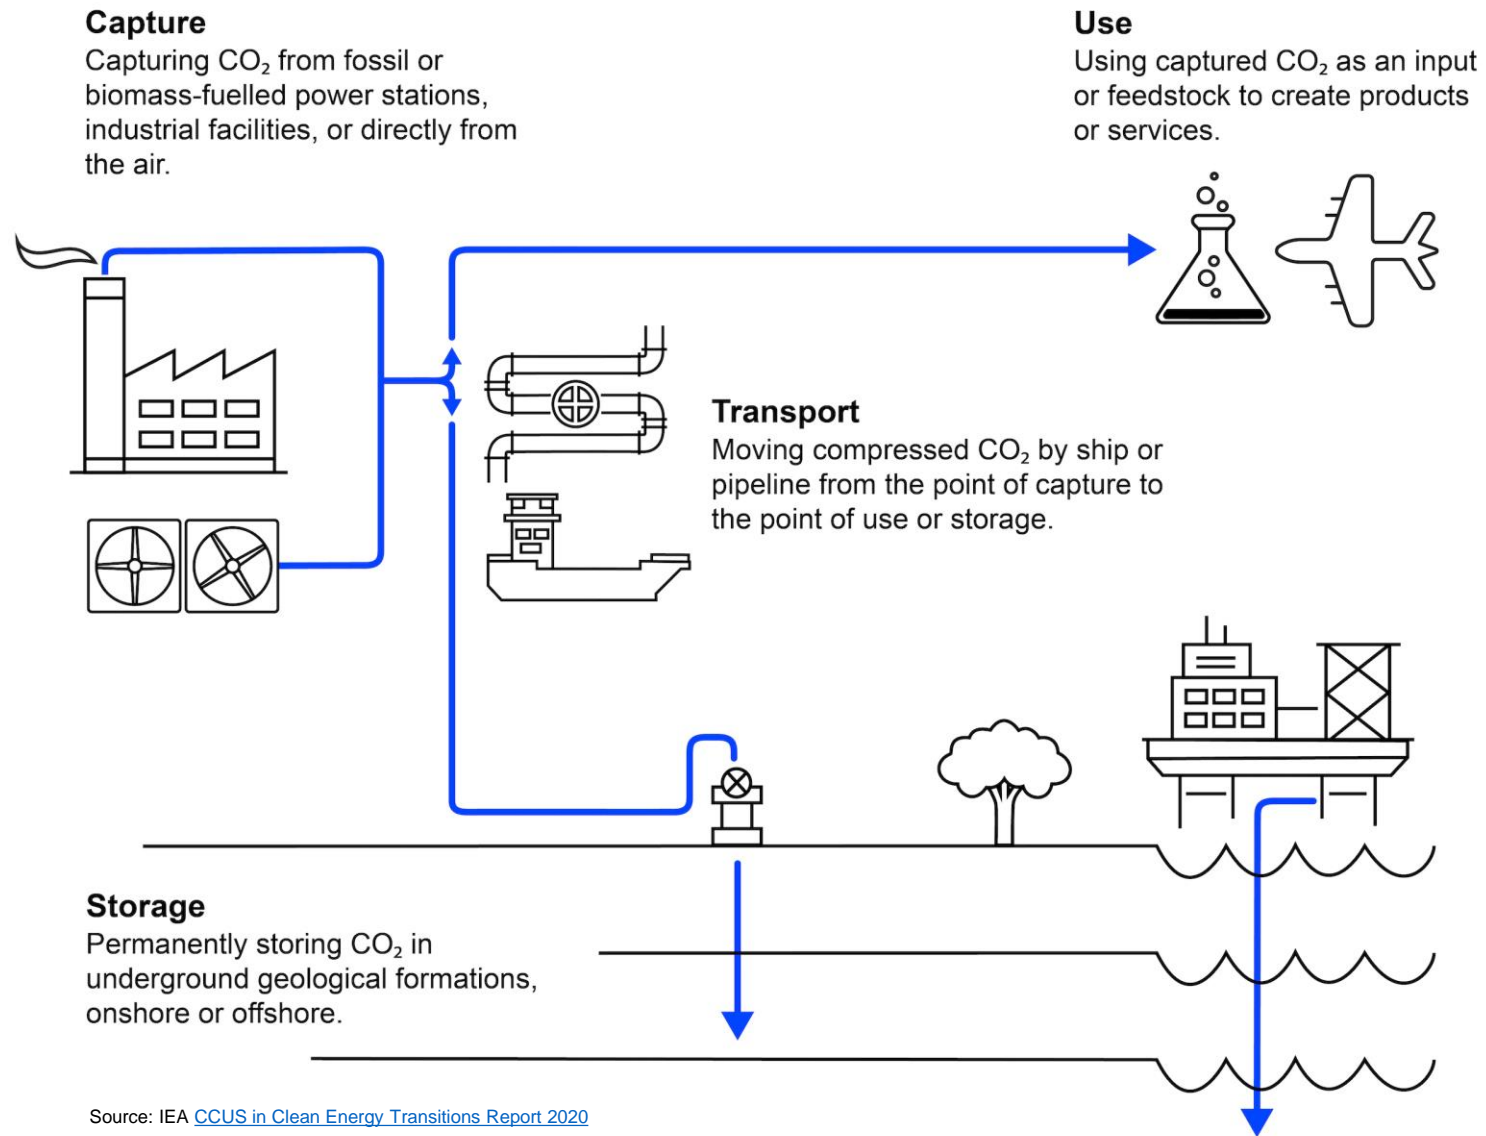 Capture
Capturing CO₂ from fossil or
biomass-fuelled power stations,
industrial facilities, or directly from
the air.
Use
Using captured CO₂ as an input
or feedstock to create products
or services.
Transport
Moving compressed CO₂ by ship or
pipeline from the point of capture to
the point of use or storage.
Storage
Permanently storing CO₂ in
underground geological formations,
onshore or offshore.
Source: IEA CCUS in Clean Energy Transitions Report 2020